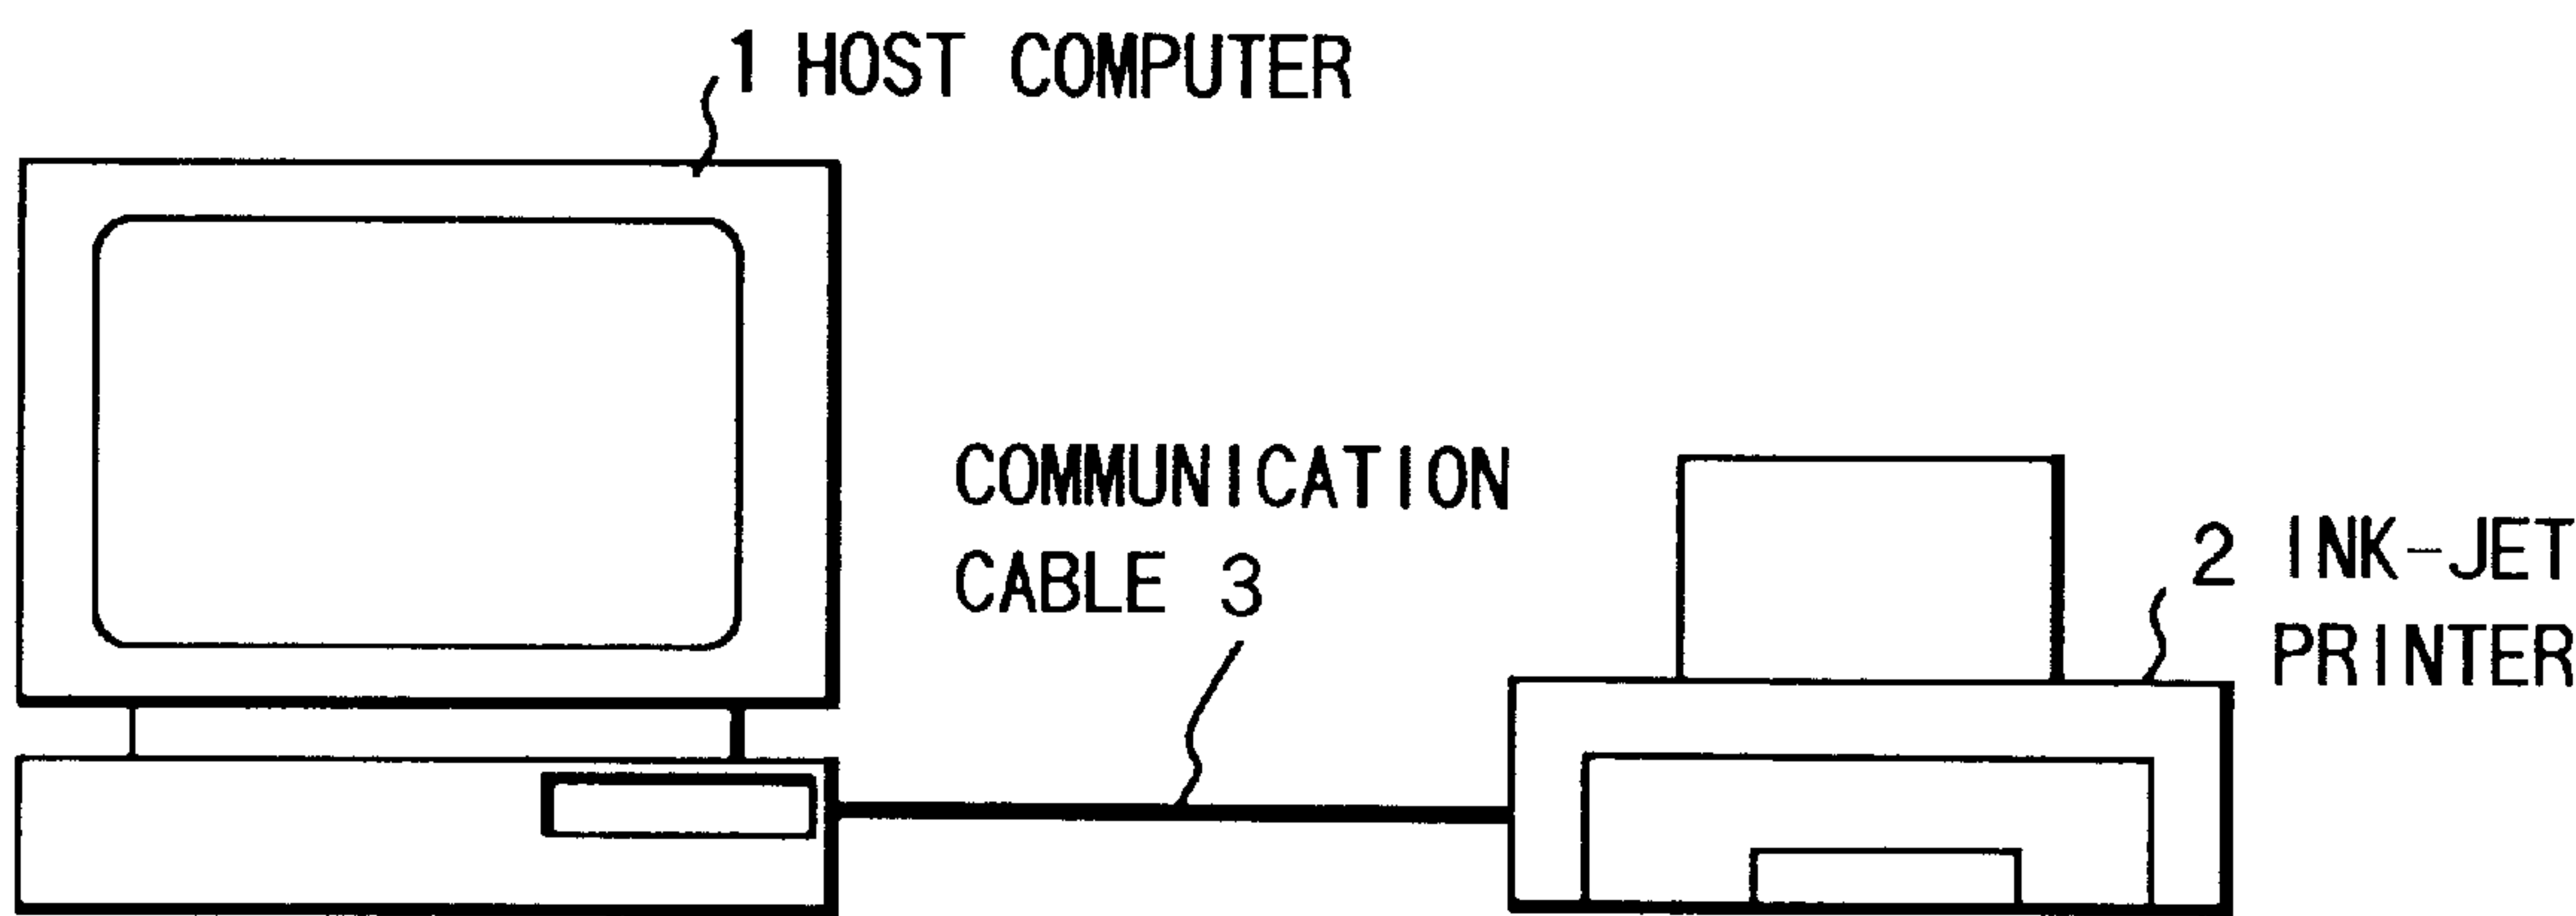 1 HOST COMPUTER
COMMUNICATION
CABLE 3
2 INK-JET
PRINTER